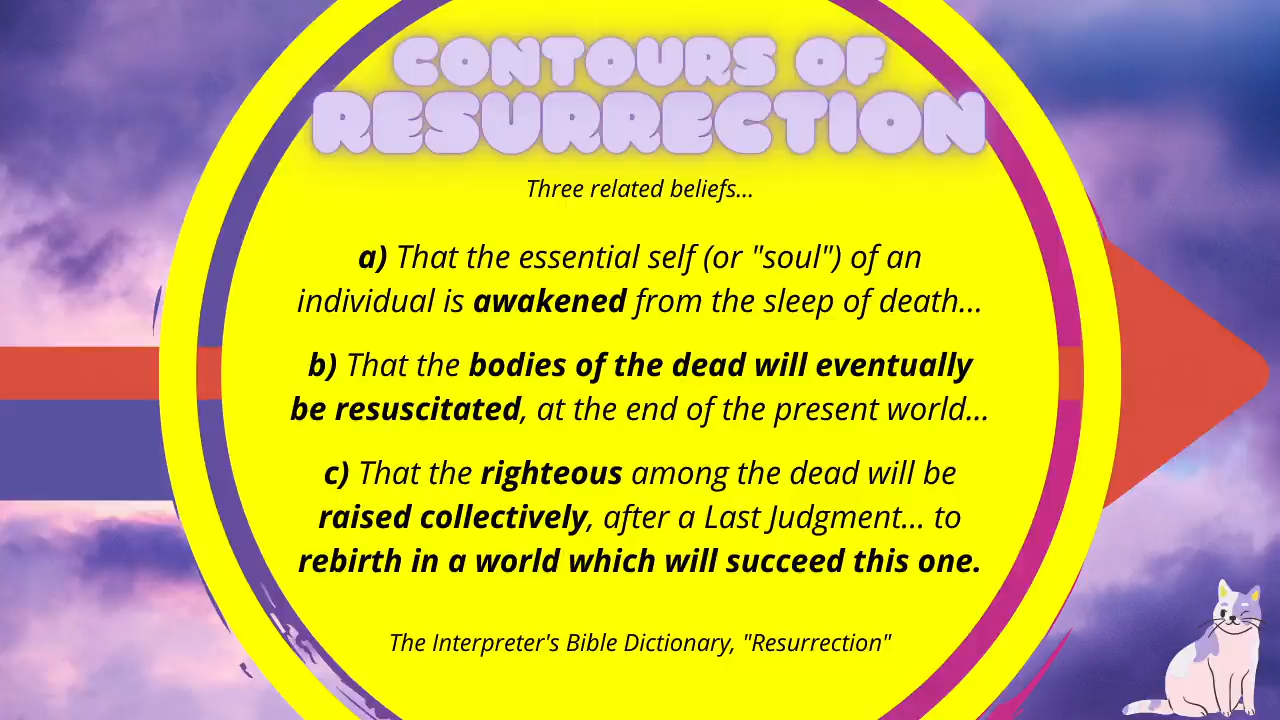 CONTOURS OF
RESURRECTION
Three related beliefs...
a) That the essential self (or "soul") of an
individual is awakened from the sleep of death...
b) That the bodies of the dead will eventually
be resuscitated, at the end of the present world...
c) That the righteous among the dead will be
raised collectively, after a Last Judgment... to
rebirth in a world which will succeed this one.
The Interpreter's Bible Dictionary, "Resurrection"